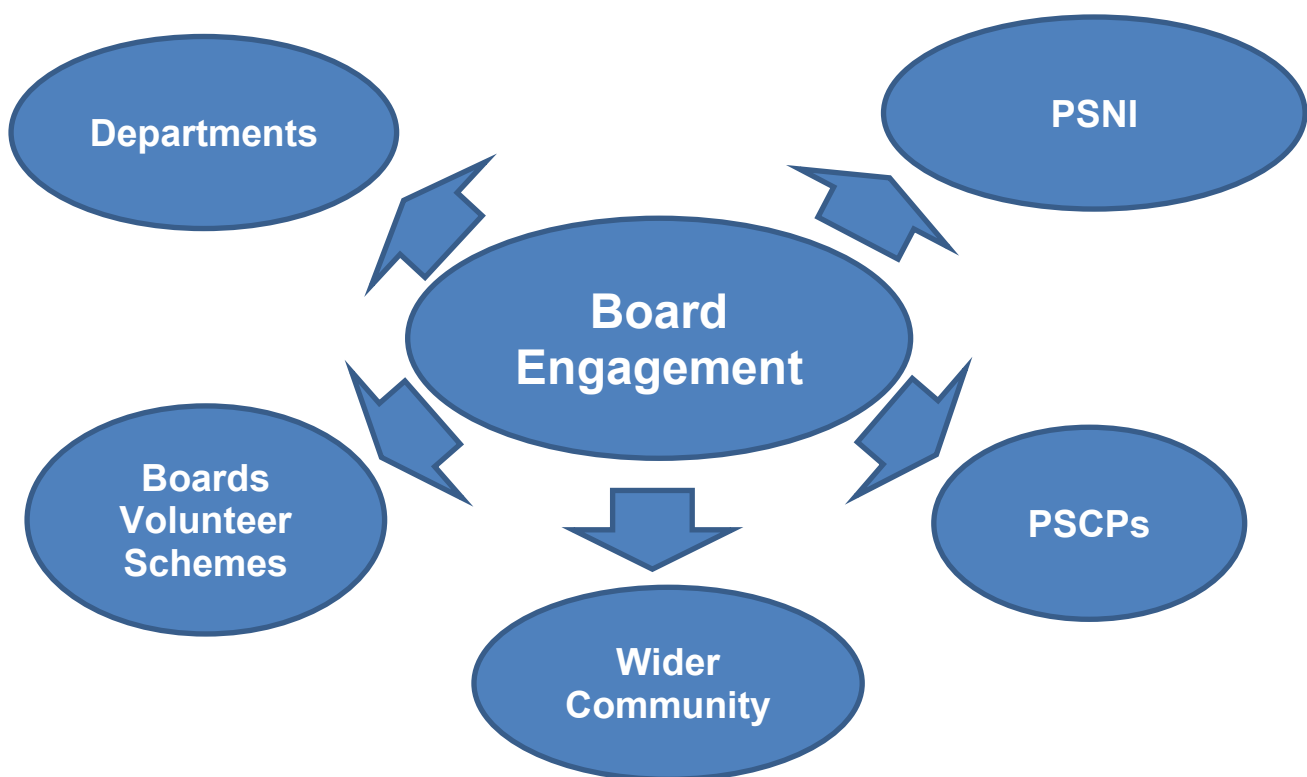 Departments
PSNI
Board
Engagement
Boards
Volunteer
Schemes
PSCPs
Wider
Community